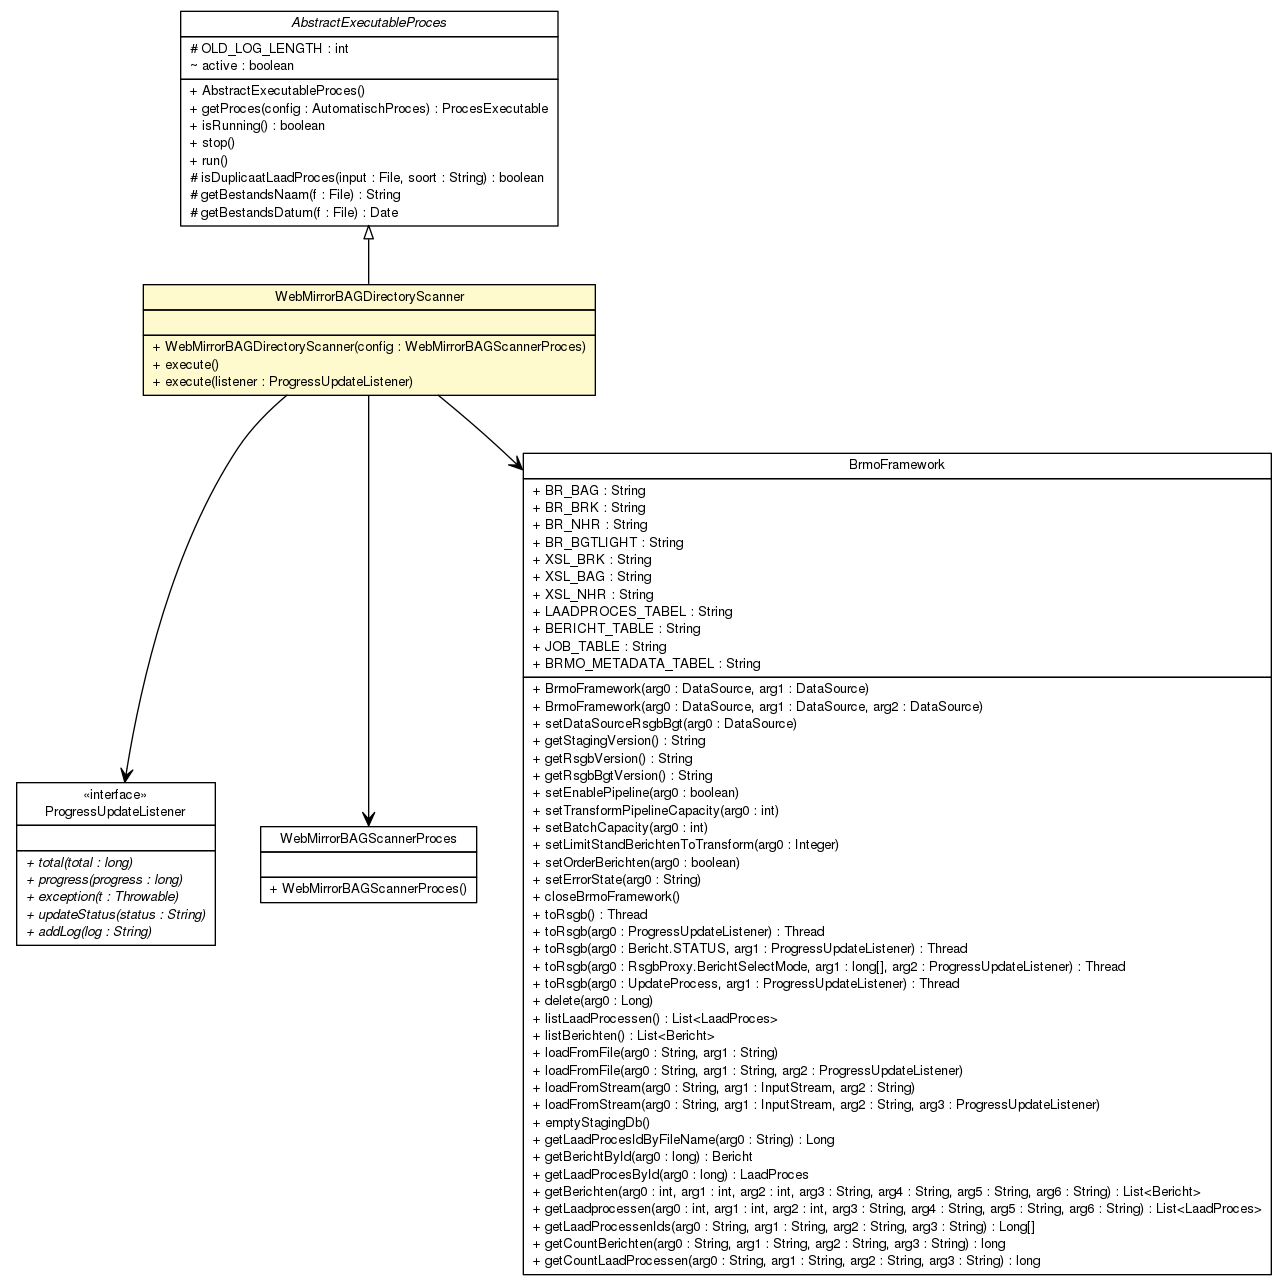 AbstractExecutableProces
# OLD_LOG_LENGTH : int
~ active : boolean
+ AbstractExecutableProces()
+ getProces(config : AutomatischProces) : ProcesExecutable
+ isRunning() : boolean
+ stop()
+ run()
# isDuplicaatLaadProces(input : File, soort : String) : boolean
# getBestandsNaam(f : File) : String
# getBestandsDatum(f : File) : Date
WebMirrorBAGDirectoryScanner
+ WebMirrorBAGDirectoryScanner(config : WebMirrorBAGScannerProces)
+ execute()
+ execute(listener : ProgressUpdateListener)
«interface»
ProgressUpdateListener
+ total(total : long)
+ progress(progress : long)
+ exception(t : Throwable)
+ updateStatus(status : String)
+ addLog(log : String)
WebMirrorBAGScannerProces
+ WebMirrorBAGScannerProces()
BrmoFramework
+ BR_BAG : String
+ BR_BRK : String
+ BR_NHR : String
+ BR_BGTLIGHT : String
+ XSL_BRK : String
+ XSL_BAG : String
+ XSL_NHR : String
+ LAADPROCES_TABEL : String
+ BERICHT_TABLE : String
+ JOB_TABLE : String
+ BRMO_METADATA_TABEL : String
+ BrmoFramework(arg0 : DataSource, arg1 : DataSource)
+ BrmoFramework(arg0 : DataSource, arg1 : DataSource, arg2 : DataSource)
+ setDataSourceRsgbBgt(arg0 : DataSource)
+ getStagingVersion() : String
+ getRsgbVersion() : String
+ getRsgbBgtVersion() : String
+ setEnablePipeline(arg0 : boolean)
+ setTransformPipelineCapacity(arg0 : int)
+ setBatchCapacity(arg0 : int)
+ setLimitStandBerichtenToTransform(arg0 : Integer)
+ setOrderBerichten(arg0 : boolean)
+ setErrorState(arg0 : String)
+ closeBrmoFramework()
+ toRsgb() : Thread
+ toRsgb(arg0 : ProgressUpdateListener) : Thread
+ toRsgb(arg0 : Bericht.STATUS, arg1 : ProgressUpdateListener) : Thread
+ toRsgb(arg0 : RsgbProxy.BerichtSelectMode, arg1 : long[], arg2 : ProgressUpdateListener) : Thread
+ toRsgb(arg0 : UpdateProcess, arg1 : ProgressUpdateListener) : Thread
+ delete(arg0 : Long)
+ listLaadProcessen() : List<LaadProces>
+ listBerichten() : List<Bericht>
+ loadFromFile(arg0 : String, arg1 : String)
+ loadFromFile(arg0 : String, arg1 : String, arg2 : ProgressUpdateListener)
+ loadFromStream(arg0 : String, arg1 : InputStream, arg2 : String)
+ loadFromStream(arg0 : String, arg1 : InputStream, arg2 : String, arg3 : ProgressUpdateListener)
+ emptyStagingDb()
+ getLaadProcesIdByFileName(arg0 : String) : Long
+ getBerichtById(arg0 : long) : Bericht
+ getLaadProcesById(arg0 : long) : LaadProces
+ getBerichten(arg0 : int, arg1 : int, arg2 : int, arg3 : String, arg4 : String, arg5 : String, arg6 : String) : List<Bericht>
+ getLaadprocessen(arg0 : int, arg1 : int, arg2 : int, arg3 : String, arg4 : String, arg5 : String, arg6 : String) : List<LaadProces>
+ getLaadProcessenIds(arg0 : String, arg1 : String, arg2 : String, arg3 : String) : Long[]
+ getCountBerichten(arg0 : String, arg1 : String, arg2 : String, arg3 : String) : long
+ getCountLaadProcessen(arg0 : String, arg1 : String, arg2 : String, arg3 : String) : long